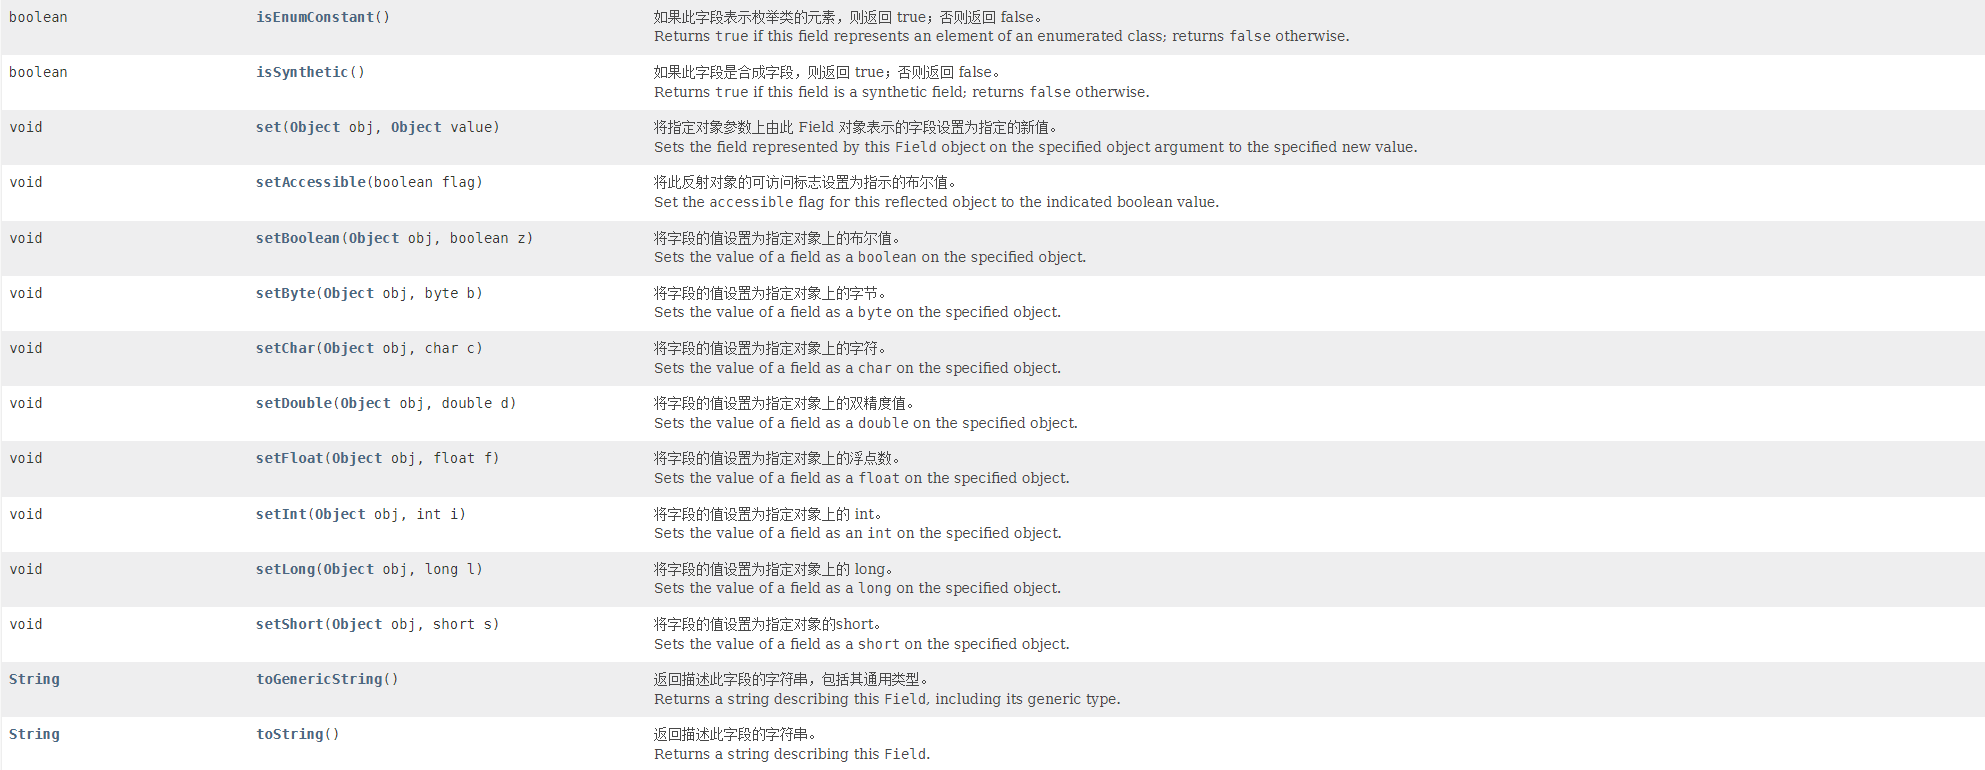 boolean isEnumConstant() 如果此字段表示枚举类的元素，则返回 true；否则返回 false。
Returns true if this field represents an element of an enumerated class; returns false otherwise.
boolean isSynthetic() 如果此字段是合成字段，则返回 true；否则返回 false。
Returns true if this field is a synthetic field; returns false otherwise.
void set(Object obj, Object value) 将指定对象参数上由此 Field 对象表示的字段设置为指定的新值。
Sets the field represented by this Field object on the specified object argument to the specified new value.
void setAccessible(boolean flag) 将此反射对象的可访问标志设置为指示的布尔值。
Set the accessible flag for this reflected object to the indicated boolean value.
void setBoolean(Object obj, boolean z) 将字段的值设置为指定对象上的布尔值。
Sets the value of a field as a boolean on the specified object.
void setByte(Object obj, byte b) 将字段的值设置为指定对象上的字节。
Sets the value of a field as a byte on the specified object.
void setChar(Object obj, char c) 将字段的值设置为指定对象上的字符。
Sets the value of a field as a char on the specified object.
void setDouble(Object obj, double d) 将字段的值设置为指定对象上的双精度值。
Sets the value of a field as a double on the specified object.
void setFloat(Object obj, float f) 将字段的值设置为指定对象上的浮点数。
Sets the value of a field as a float on the specified object.
void setInt(Object obj, int i) 将字段的值设置为指定对象上的 int。
Sets the value of a field as an int on the specified object.
void setLong(Object obj, long l) 将字段的值设置为指定对象上的 long。
Sets the value of a field as a long on the specified object.
void setShort(Object obj, short s) 将字段的值设置为指定对象的short。
Sets the value of a field as a short on the specified object.
String toGenericString() 返回描述此字段的字符串，包括其通用类型。
Returns a string describing this Field, including its generic type.
String toString() 返回描述此字段的字符串。
Returns a string describing this Field.